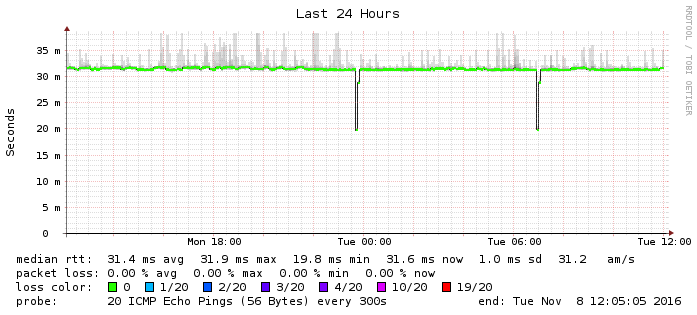 Last 24 Hours
RRDTOOL / TOBI OETIKER
Seconds
35 m
30 m
25 m
20 m
15 m
10 m
5 m
0
Mon 18:00 Tue 00:00 Tue 06:00 Tue 12:00
median rtt: 31.4 ms avg 31.9 ms max 19.8 ms min 31.6 ms now 1.0 ms sd 31.2 am/s
packet loss: 0.00 % avg 0.00 % max 0.00 % min 0.00 % now
loss color: 0 1/20 2/20 3/20 4/20 10/20 19/20
probe: 20 ICMP Echo Pings (56 Bytes) every 300s end: Tue Nov 8 12:05:05 2016